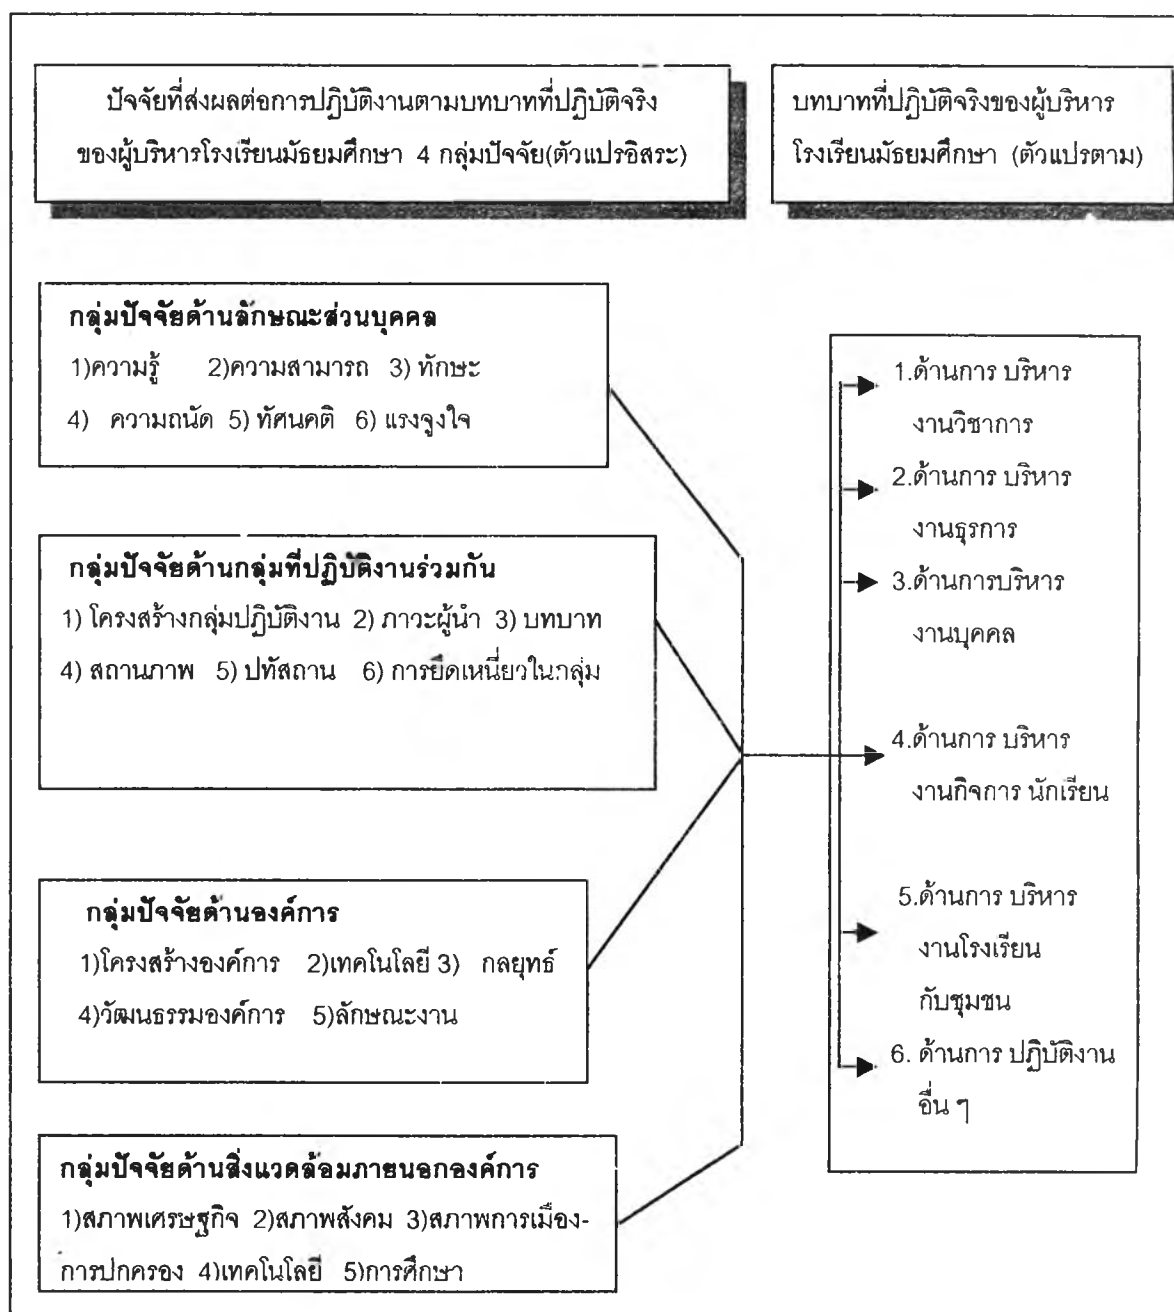 ปัจจัยที่ส่งผลต่อการปฏิบัติงานตามบทบาทที่ปฏิบัติจริง
ของผู้บริหารโรงเรียนมัธยมศึกษา 4 กลุ่มปัจจัย(ตัวแปรอิสระ)
บทบาทที่ปฏิบัติจริงของผู้บริหาร
โรงเรียนมัธยมศึกษา (ตัวแปรตาม)
กลุ่มปัจจัยด้านลักษณะส่วนบุคคล
1)ความรู้ 2)ความสามารถ 3) ทักษะ
4) ความถนัด 5) ทัศนคติ 6) แรงจูงใจ
กลุ่มปัจจัยด้านกลุ่มที่ปฏิบัติงานร่วมกัน
1) โครงสร้างกลุ่มปฏิบัติงาน 2) ภาวะผู้นำ 3) บทบาท
4) สถานภาพ 5) ปทัสถาน 6) การยึดเหนี่ยวในกลุ่ม
กลุ่มปัจจัยด้านองค์การ
1)โครงสร้างองค์การ 2)เทคโนโลยี 3) กลยุทธ์
4)วัฒนธรรมองค์การ 5)ลักษณะงาน
กลุ่มปัจจัยด้านสิ่งแวดล้อมภายนอกองค์การ
1)สภาพเศรษฐกิจ 2)สภาพสังคม 3)สภาพการเมือง-
การปกครอง 4)เทคโนโลยี 5)การศึกษา
1.ด้านการ บริหาร
งานวิชาการ
2.ด้านการ บริหาร
งานธุรการ
3.ด้านการบริหาร
งานบุคคล
4.ด้านการ บริหาร
งานกิจการ นักเรียน
5.ด้านการ บริหาร
งานโรงเรียน
กับชุมชน
6. ด้านการ ปฏิบัติงาน
อื่น ๆ